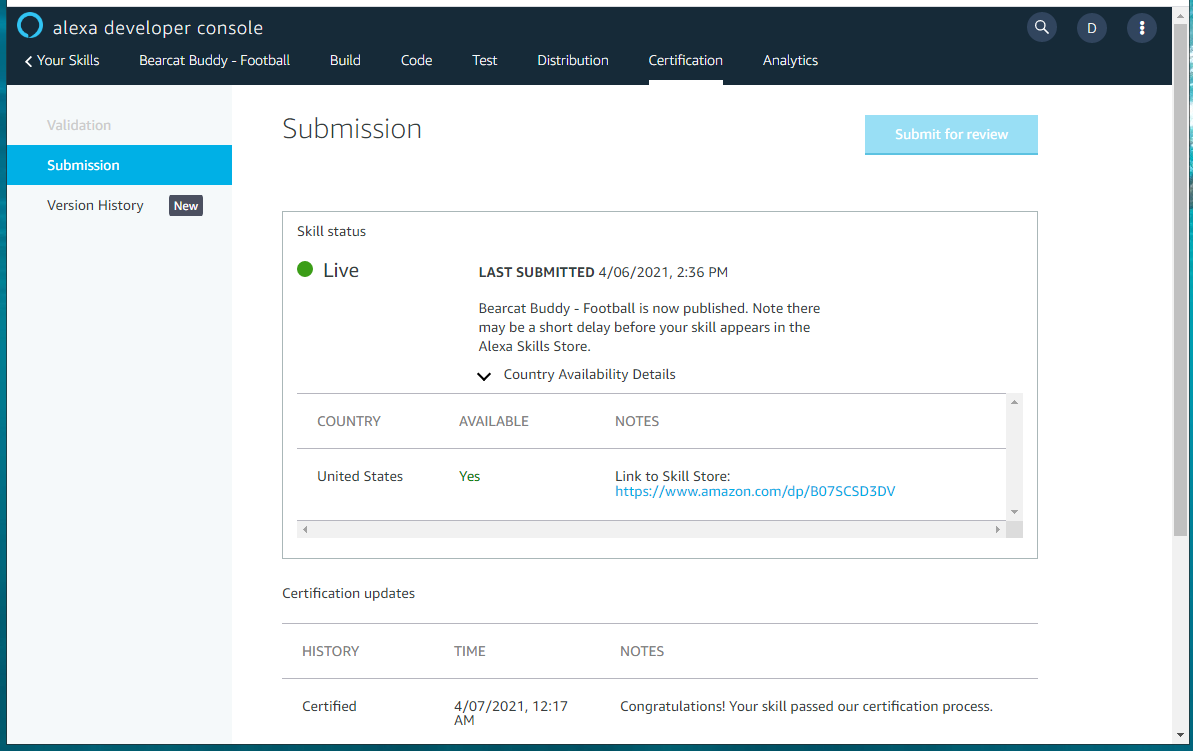 alexa developer console
D
Your Skills
Bearcat Buddy - Football
Build
Code
Test
Distribution
Certification
Analytics
Validation
Submission
Version History
New
Submission
Submit for review
Skill status
Live
LAST SUBMITTED 4/06/2021, 2:36 PM
Bearcat Buddy - Football is now published. Note there
may be a short delay before your skill appears in the
Alexa Skills Store.
Country Availability Details
COUNTRY
AVAILABLE
NOTES
United States
Yes
Link to Skill Store:
https://www.amazon.com/dp/B07SCSD3DV
Certification updates
HISTORY
TIME
NOTES
Certified
4/07/2021, 12:17
AM
Congratulations! Your skill passed our certification process.